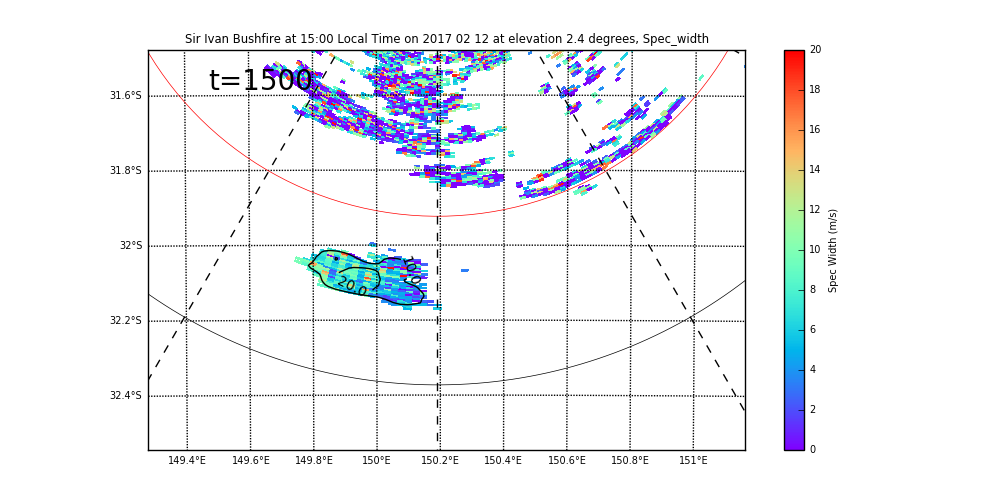 Sir Ivan Bushfire at 15:00 Local Time on 2017 02 12 at elevation 2.4 degrees, Spec_width
t=1500
31.6°S
31.8°S
32°S
32.2°S
32.4°S
149.4°E 149.6°E 149.8°E 150°E 150.2°E 150.4°E 150.6°E 150.8°E 151°E
20.0
10.0
20
18
16
14
12
10
8
6
4
2
0
Spec Width (m/s)